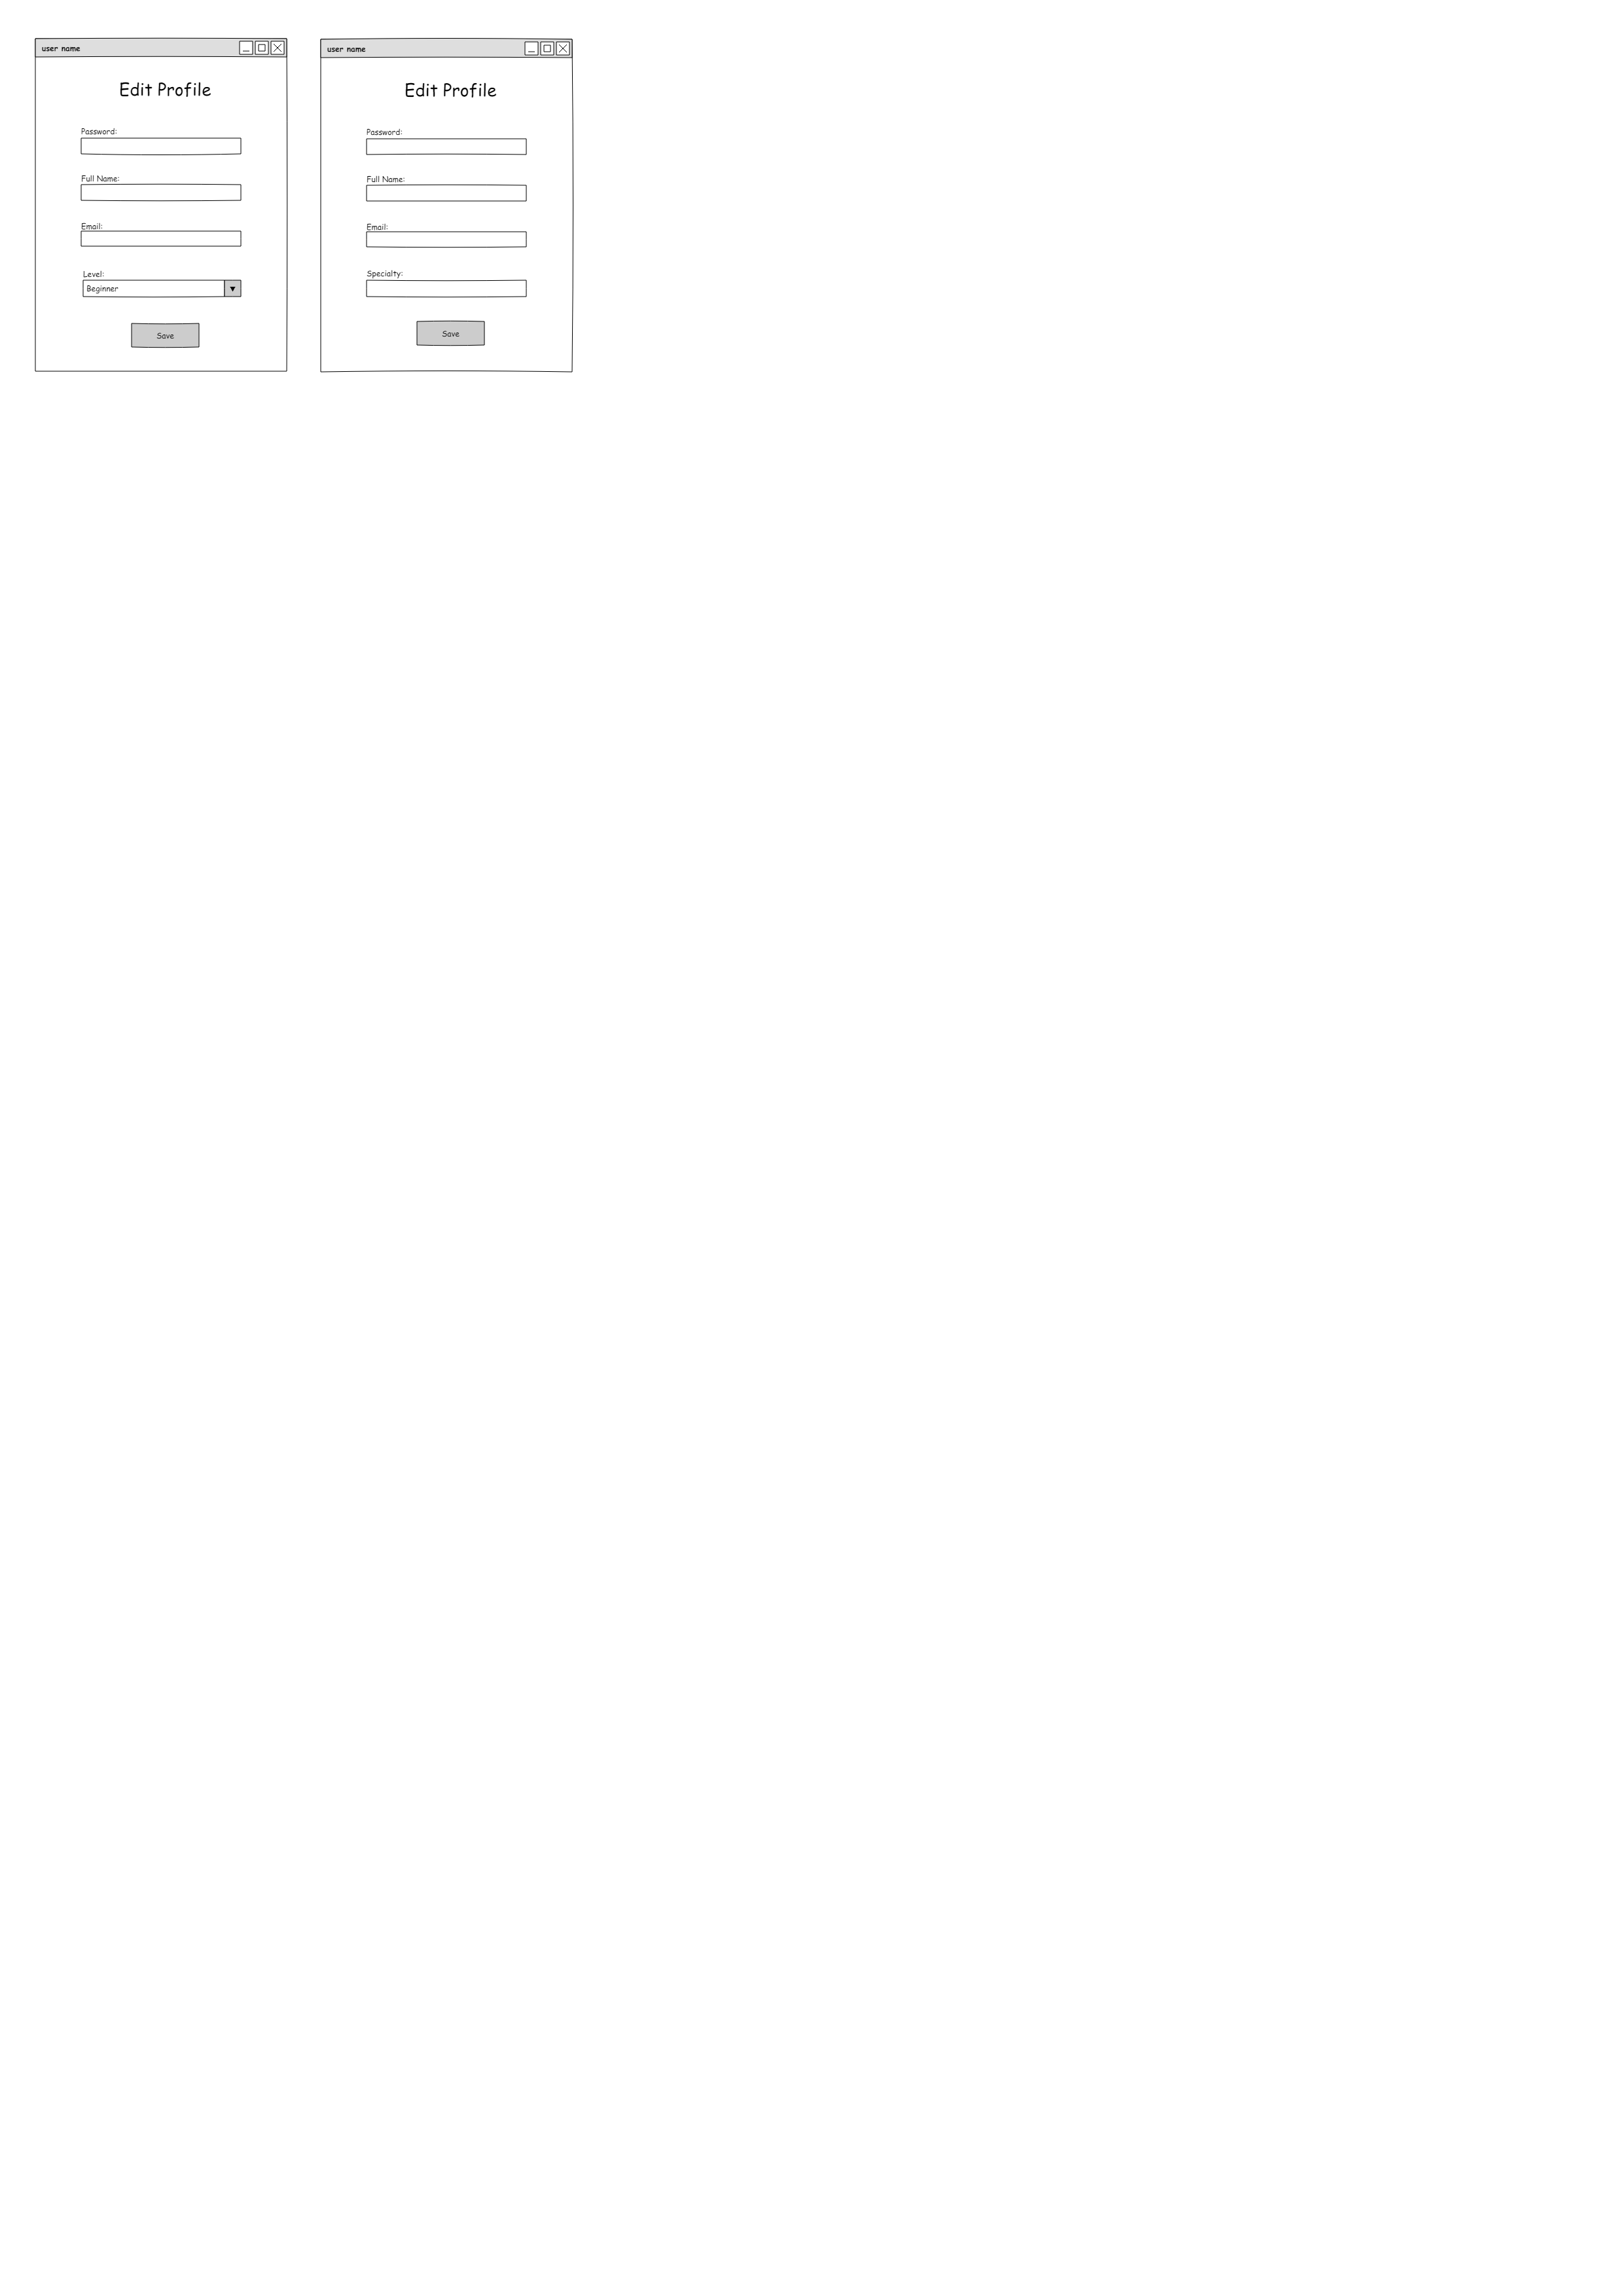 user name
Edit Profile
Password:
Full Name:
Email:
Level:
Beginner
Save
user name
Edit Profile
Password:
Full Name:
Email:
Specialty:
Save